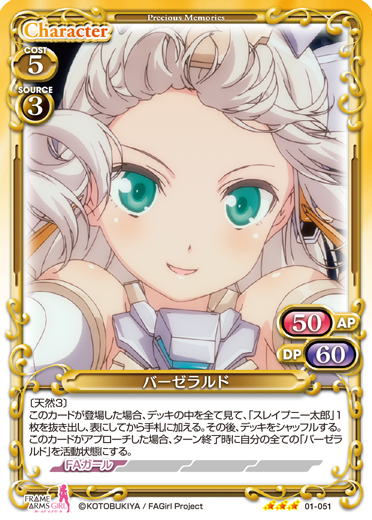 Precious Memories
Character
COST
5
SOURCE
3
50 AP
DP 60
バーゼラルド
［天然3］
このカードが登場した場合、デッキの中を全て見て、「スレイプニー太郎」1
枚を抜き出し、表にしてから手札に加える。その後、デッキをシャッフルする。
このカードがアプローチした場合、ターン終了時に自分の全ての「バーゼ
ラルド」を活動状態にする。
FAガール
FRAME
ARMS GIRL
©KOTOBUKIYA / FAGirl Project
★★★ 01-051